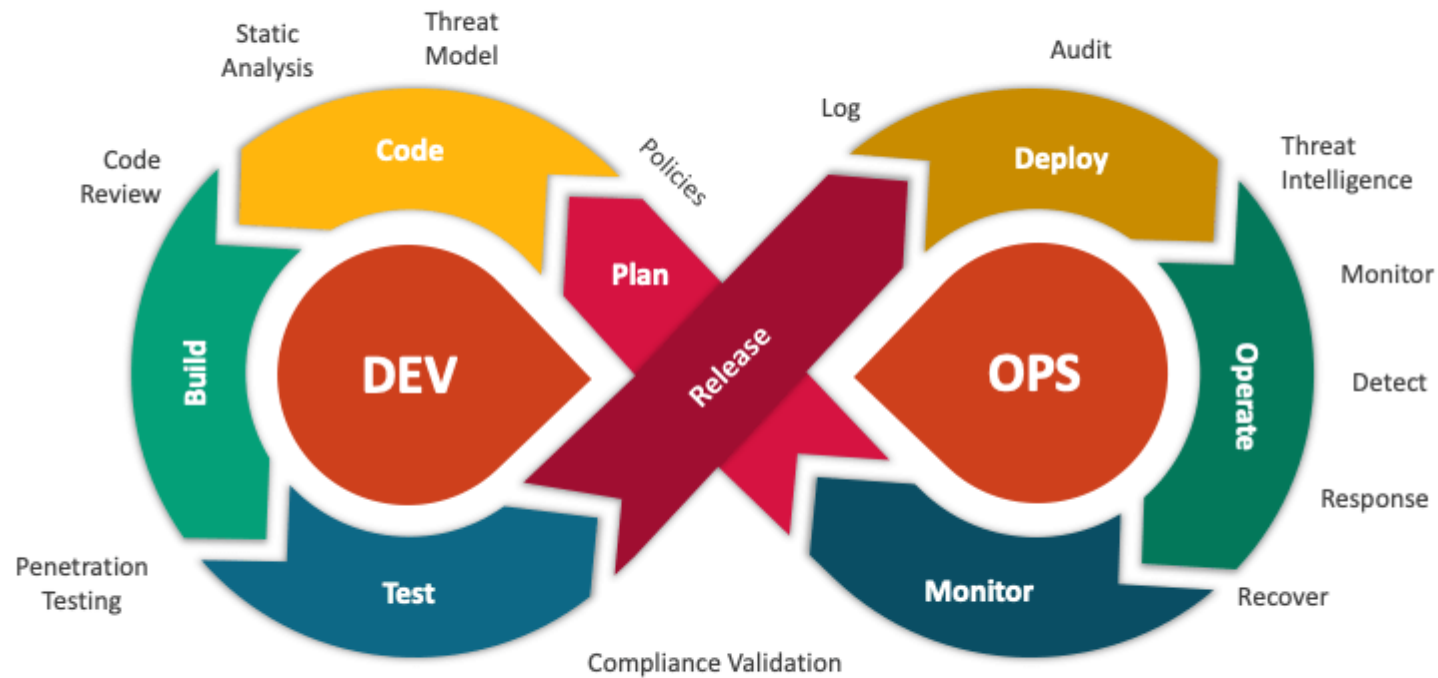 Threat
Model
Static
Analysis
Audit
Log
Code
Deploy
Policies
Threat
Intelligence
Code
Review
Plan
Monitor
DEV
Release
OPS
Build
Operate
Detect
Response
Penetration
Testing
Test
Monitor
Recover
Compliance Validation